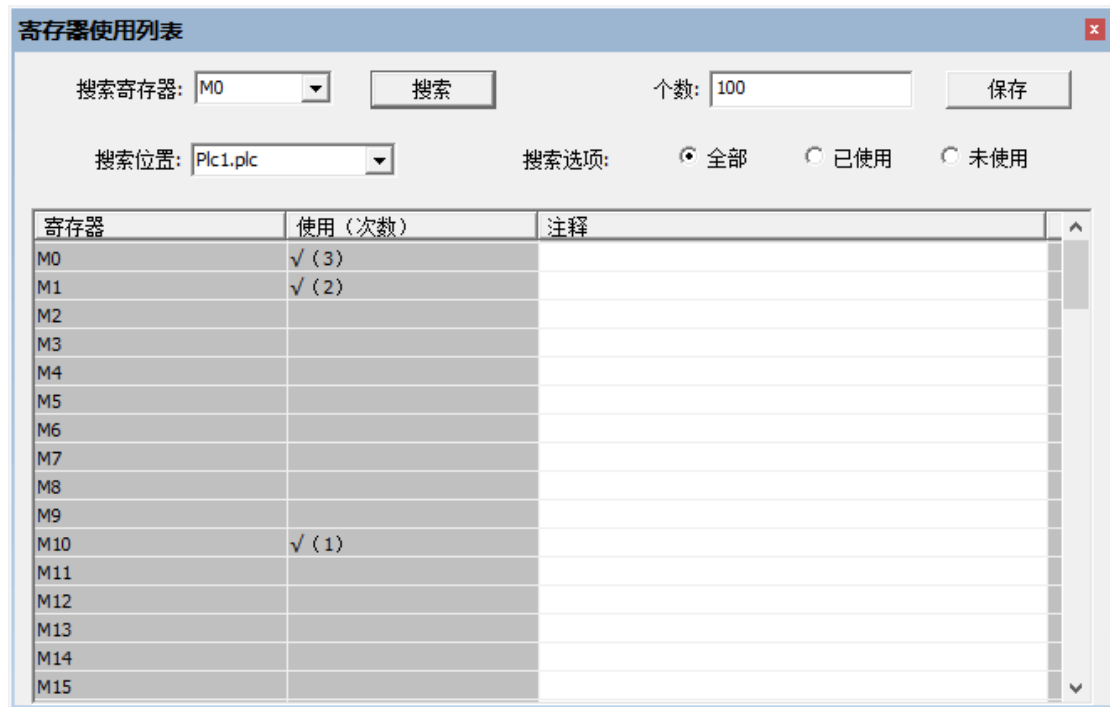 寄存器使用列表
搜索寄存器: M0 搜索 个数: 100 保存
搜索位置: Plc1.plc 搜索选项: 全部 已使用 未使用
寄存器 使用（次数） 注释
M0 √(3)
M1 √(2)
M2
M3
M4
M5
M6
M7
M8
M9
M10 √(1)
M11
M12
M13
M14
M15